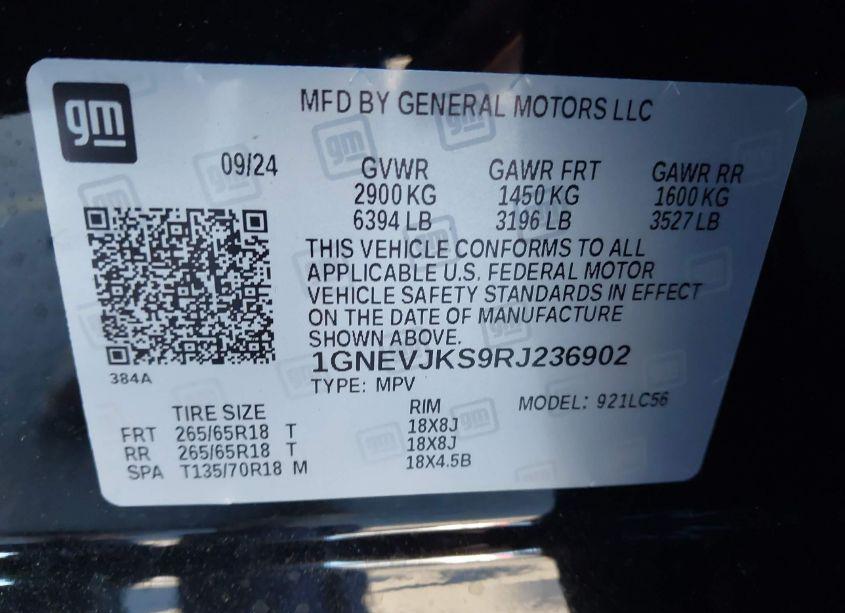 gm
MFD BY GENERAL MOTORS LLC
09/24 GVWR GAWR FRT GAWR RR
2900 KG 1450 KG 1600 KG
6394 LB 3196 LB 3527 LB
THIS VEHICLE CONFORMS TO ALL
APPLICABLE U.S. FEDERAL MOTOR
VEHICLE SAFETY STANDARDS IN EFFECT
ON THE DATE OF MANUFACTURE
SHOWN ABOVE.
1GNEVJKS9RJ236902
384A
TYPE: MPV
TIRE SIZE RIM MODEL: 921LC56
FRT 265/65R18 T 18X8J
RR 265/65R18 T 18X8J
SPA T135/70R18 M 18X4.5B